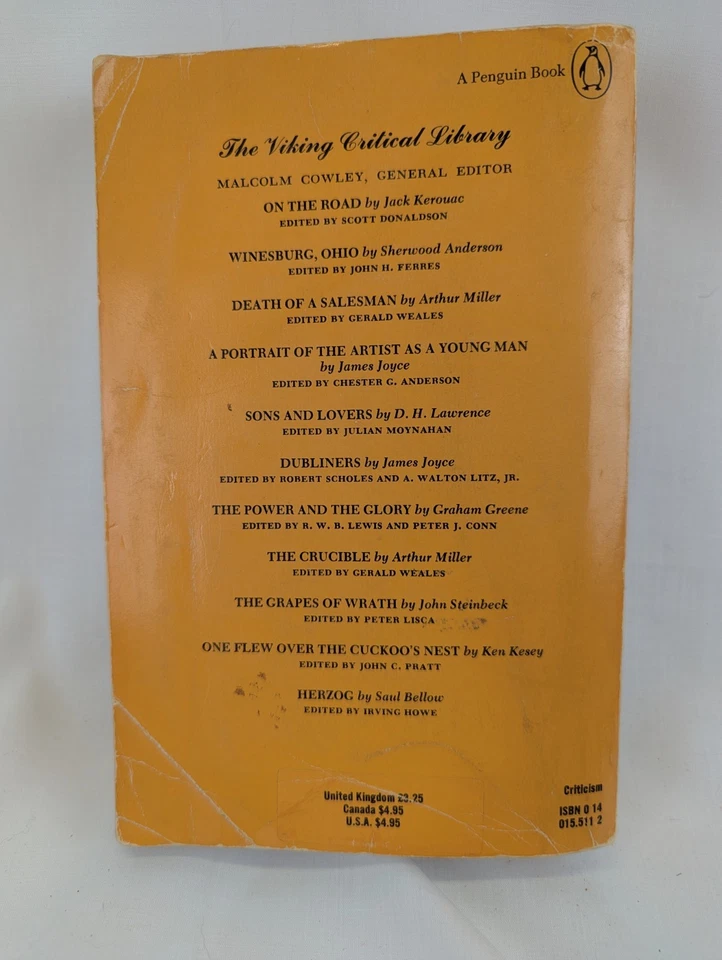 A Penguin Book
The Viking Critical Library
MALCOLM COWLEY, GENERAL EDITOR
ON THE ROAD by Jack Kerouac
EDITED BY SCOTT DONALDSON
WINESBURG, OHIO by Sherwood Anderson
EDITED BY JOHN H. FERRES
DEATH OF A SALESMAN by Arthur Miller
EDITED BY GERALD WEALES
A PORTRAIT OF THE ARTIST AS A YOUNG MAN
by James Joyce
EDITED BY CHESTER G. ANDERSON
SONS AND LOVERS by D. H. Lawrence
EDITED BY JULIAN MOYNAHAN
DUBLINERS by James Joyce
EDITED BY ROBERT SCHOLES AND A. WALTON LITZ, JR.
THE POWER AND THE GLORY by Graham Greene
EDITED BY R. W. B. LEWIS AND PETER J. CONN
THE CRUCIBLE by Arthur Miller
EDITED BY GERALD WEALES
THE GRAPES OF WRATH by John Steinbeck
EDITED BY PETER LISCA
ONE FLEW OVER THE CUCKOO'S NEST by Ken Kesey
EDITED BY JOHN C. PRATT
HERZOG by Saul Bellow
EDITED BY IRVING HOWE
United Kingdom £3.25
Canada $4.95
U.S.A. $4.95
Criticism
ISBN 0 14
015.511 2